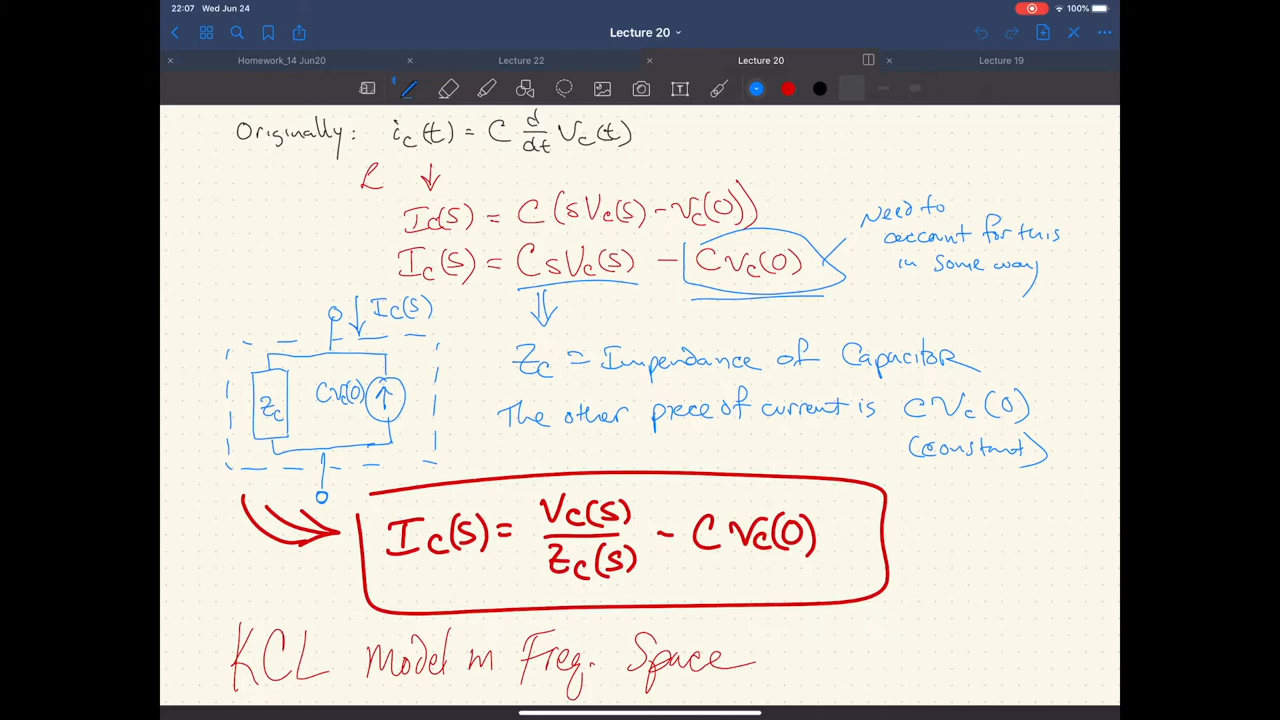 22:07 Wed Jun 24
100%
Lecture 20
Homework_14 Jun20
Lecture 22
Lecture 20
Lecture 19
Originally: ic(t) = C d/dt Vc(t)
L ↓
Ic(s) = C (sVc(s) - Vc(0))
Ic(s) = CsVc(s) - CVc(0)
Need to
account for this
in some way
Ic(s)
Zc
CVc(0)
Zc = Impendance of Capacitor
The other piece of current is CVc(0)
(constant)
Ic(s) = Vc(s)/Zc(s) - CVc(0)
KCL Model in Freq. Space